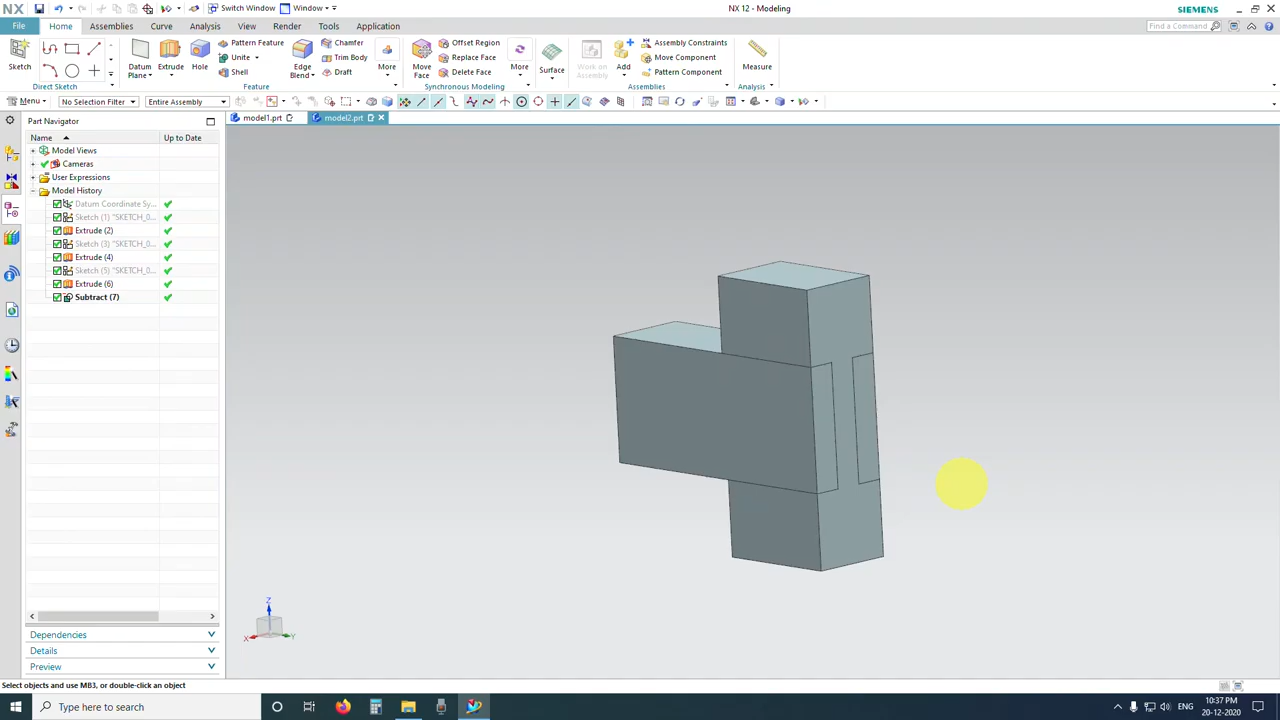 NX
Switch Window
Window
NX 12 - Modeling
SIEMENS
File
Home
Assemblies
Curve
Analysis
View
Render
Tools
Application
Find a Command
Sketch
Direct Sketch
Datum
Plane
Extrude
Hole
Pattern Feature
Unite
Shell
Edge
Blend
Chamfer
Trim Body
Draft
More
Feature
Move
Face
Offset Region
Replace Face
Delete Face
More
Synchronous Modeling
Surface
Work on
Assembly
Add
Assembly Constraints
Move Component
Pattern Component
Assemblies
Measure
Analysis
Menu
No Selection Filter
Entire Assembly
Part Navigator
model1.prt
model2.prt
Name
Up to Date
Model Views
Cameras
User Expressions
Model History
Datum Coordinate Sy...
Sketch (1) "SKETCH_0...
Extrude (2)
Sketch (3) "SKETCH_0...
Extrude (4)
Sketch (5) "SKETCH_0...
Extrude (6)
Subtract (7)
Z
X
Y
Dependencies
Details
Preview
Select objects and use MB3, or double-click an object
Type here to search
ENG
10:37 PM
20-12-2020